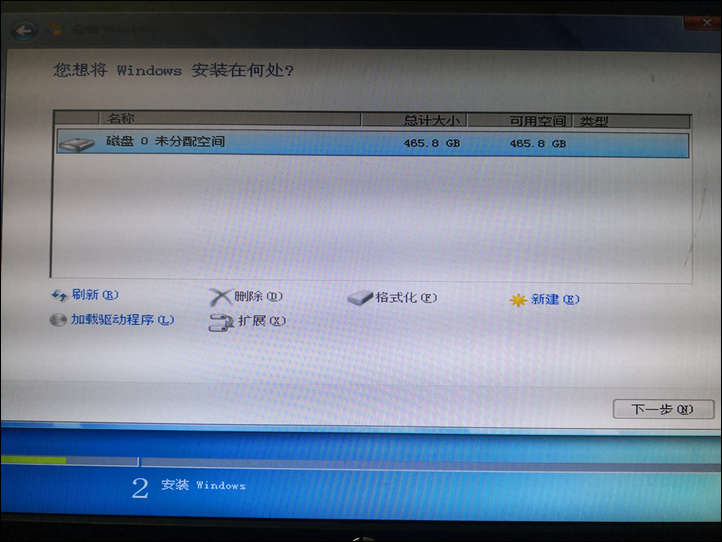 您想将 Windows 安装在何处?
名称 总计大小 可用空间 类型
磁盘 0 未分配空间 465.8 GB 465.8 GB
刷新(R) 删除(D) 格式化(F) 新建(E)
加载驱动程序(L) 扩展(X)
下一步(N)
2 安装 Windows